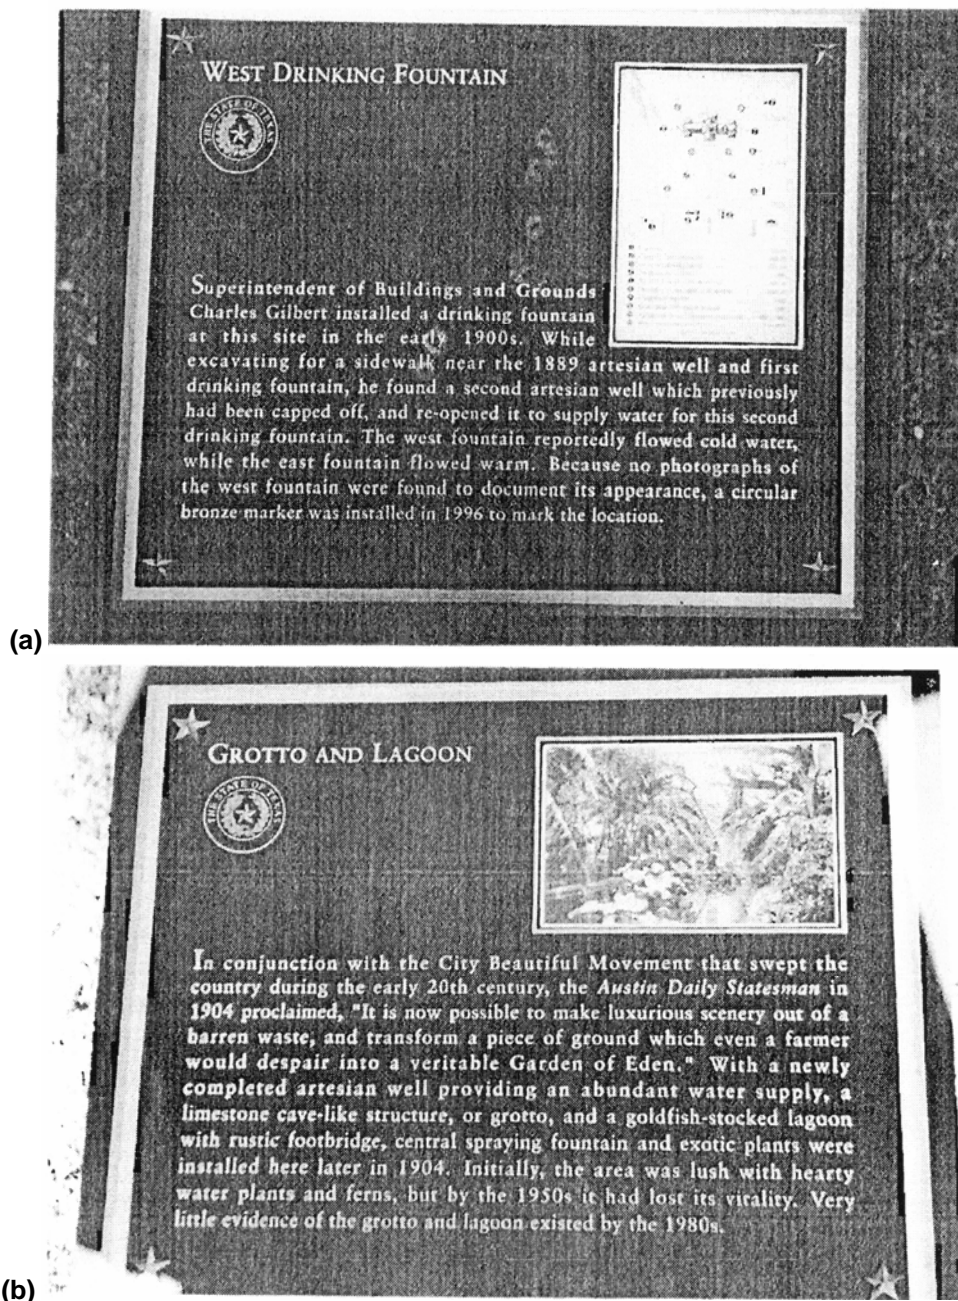 WEST DRINKING FOUNTAIN
THE STATE OF TEXAS
Superintendent of Buildings and Grounds
Charles Gilbert installed a drinking fountain
at this site in the early 1900s. While
excavating for a sidewalk near the 1889 artesian well and first
drinking fountain, he found a second artesian well which previously
had been capped off, and re-opened it to supply water for this second
drinking fountain. The west fountain reportedly flowed cold water,
while the east fountain flowed warm. Because no photographs of
the west fountain were found to document its appearance, a circular
bronze marker was installed in 1996 to mark the location.
(a)
GROTTO AND LAGOON
THE STATE OF TEXAS
In conjunction with the City Beautiful Movement that swept the
country during the early 20th century, the Austin Daily Statesman in
1904 proclaimed, "It is now possible to make luxurious scenery out of a
barren waste, and transform a piece of ground which even a farmer
would despair into a veritable Garden of Eden." With a newly
completed artesian well providing an abundant water supply, a
limestone cave-like structure, or grotto, and a goldfish-stocked lagoon
with rustic footbridge, central spraying fountain and exotic plants were
installed here later in 1904. Initially, the area was lush with hearty
water plants and ferns, but by the 1950s it had lost its vitality. Very
little evidence of the grotto and lagoon existed by the 1980s.
(b)